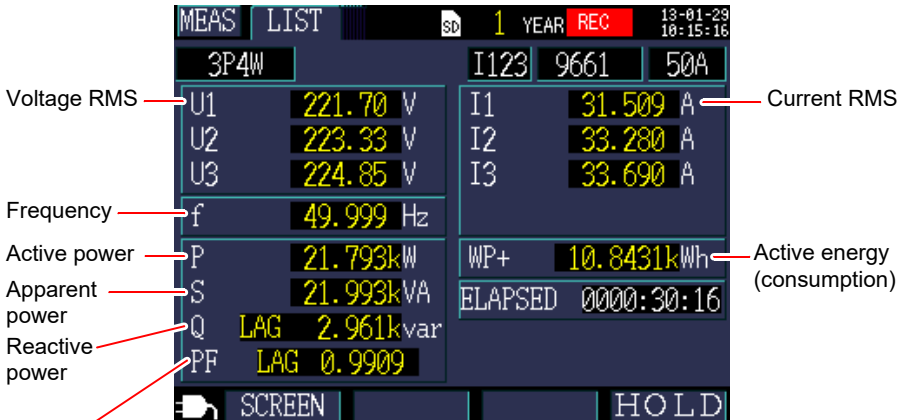 MEAS LIST SD 1 YEAR REC 13-01-29
10:15:16
3P4W I123 9661 50A
Voltage RMS U1 221.70 V I1 31.509 A Current RMS
U2 223.33 V I2 33.280 A
U3 224.85 V I3 33.690 A
Frequency f 49.999 Hz
Active power P 21.793kW WP+ 10.8431kWh Active energy
(consumption)
Apparent
power S 21.993kVA ELAPSED 0000:30:16
Reactive
power Q LAG 2.961kvar
PF LAG 0.9909
SCREEN HOLD